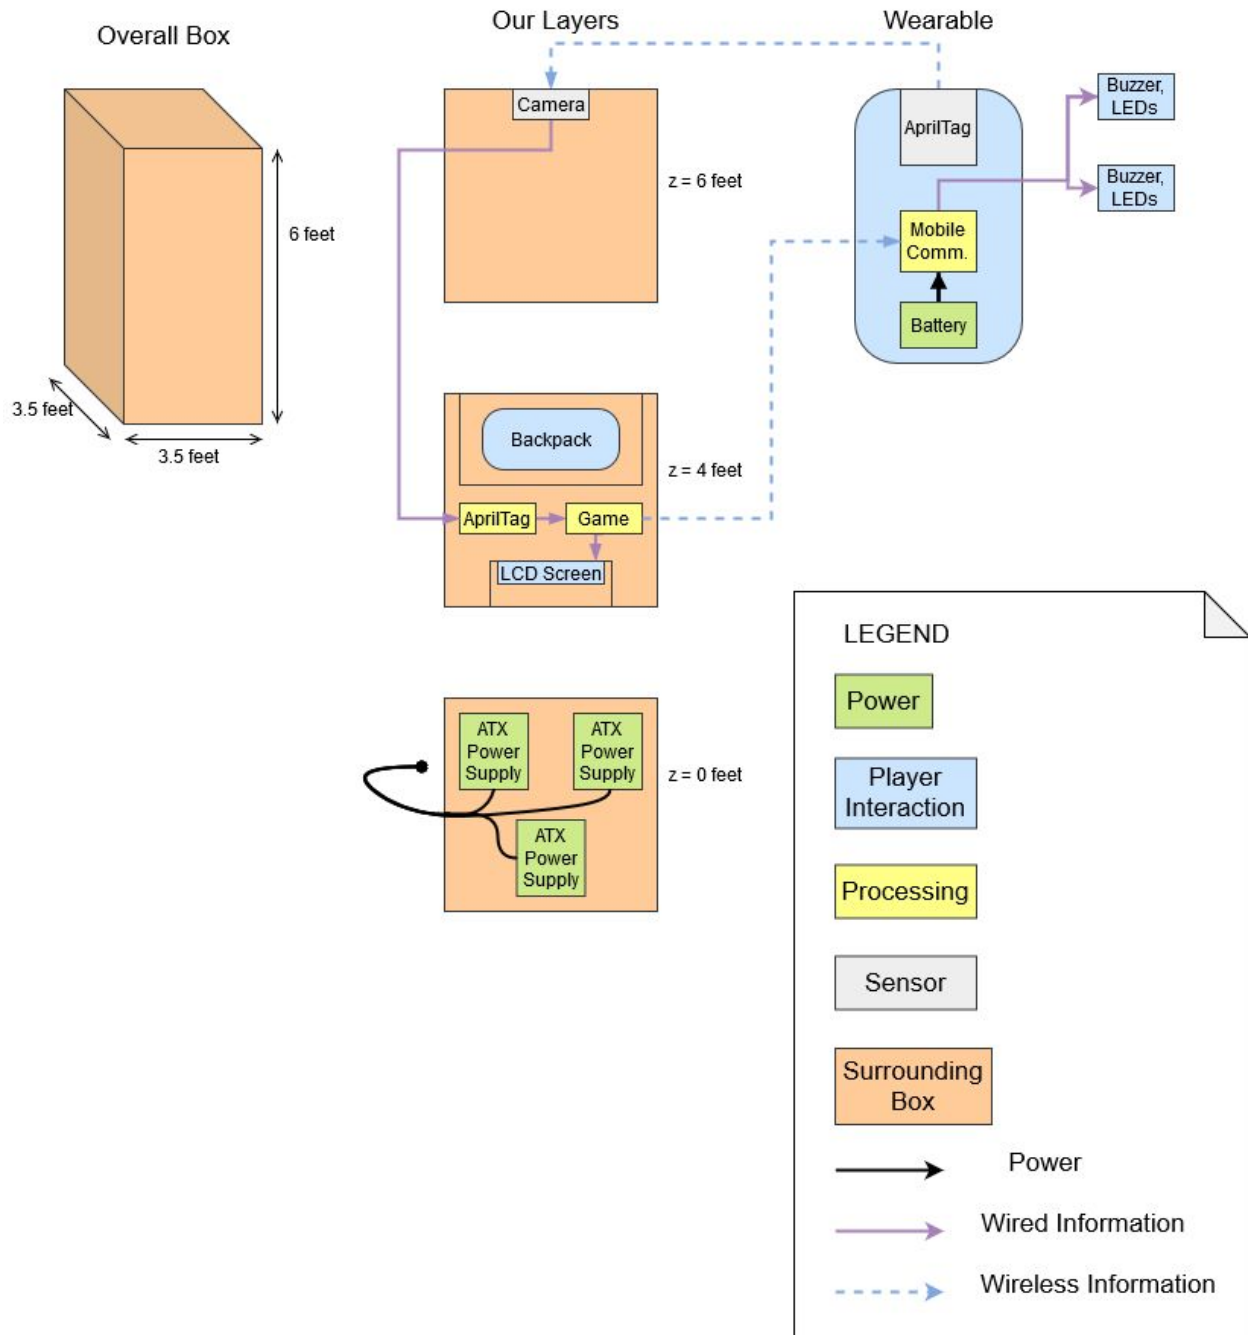 Overall Box
Our Layers
Wearable
Camera
AprilTag
Buzzer,
LEDs
Buzzer,
LEDs
z = 6 feet
6 feet
Mobile
Comm.
Battery
3.5 feet
3.5 feet
Backpack
z = 4 feet
AprilTag
Game
LCD Screen
ATX
Power
Supply
ATX
Power
Supply
z = 0 feet
ATX
Power
Supply
LEGEND
Power
Player
Interaction
Processing
Sensor
Surrounding
Box
Power
Wired Information
Wireless Information